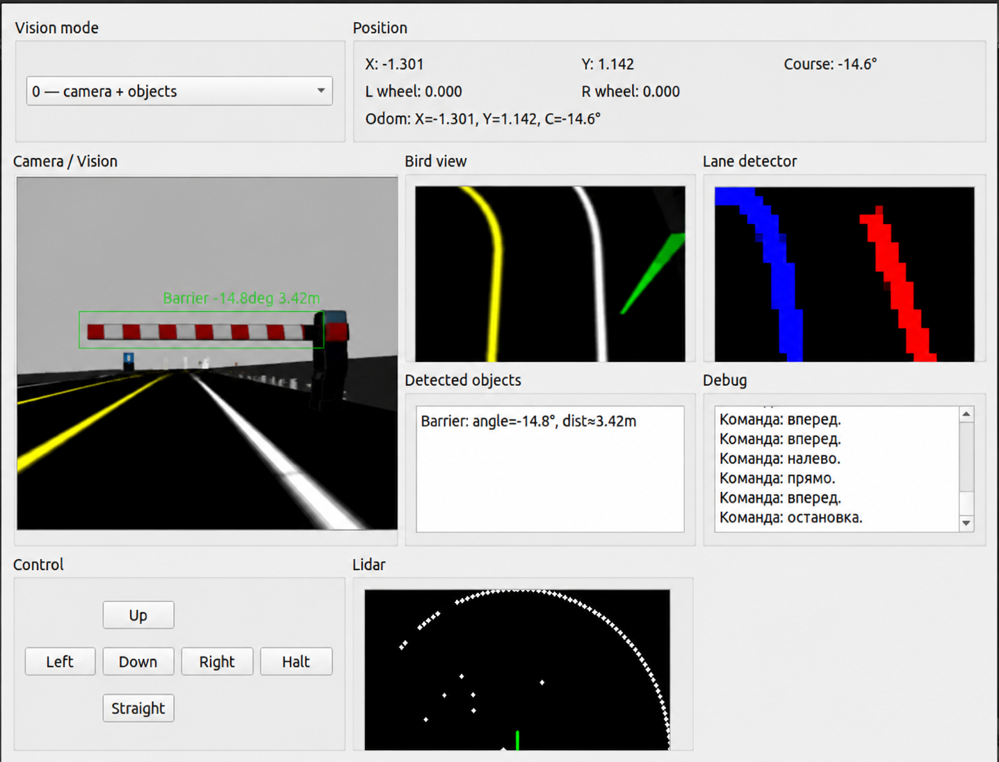 Vision mode
Position
0 — camera + objects
X: -1.301
Y: 1.142
Course: -14.6°
L wheel: 0.000
R wheel: 0.000
Odom: X=-1.301, Y=1.142, C=-14.6°
Camera / Vision
Bird view
Lane detector
Barrier -14.8deg 3.42m
Detected objects
Debug
Barrier: angle=-14.8°, dist≈3.42m
Команда: вперед.
Команда: вперед.
Команда: налево.
Команда: прямо.
Команда: вперед.
Команда: остановка.
Control
Lidar
Up
Left
Down
Right
Halt
Straight